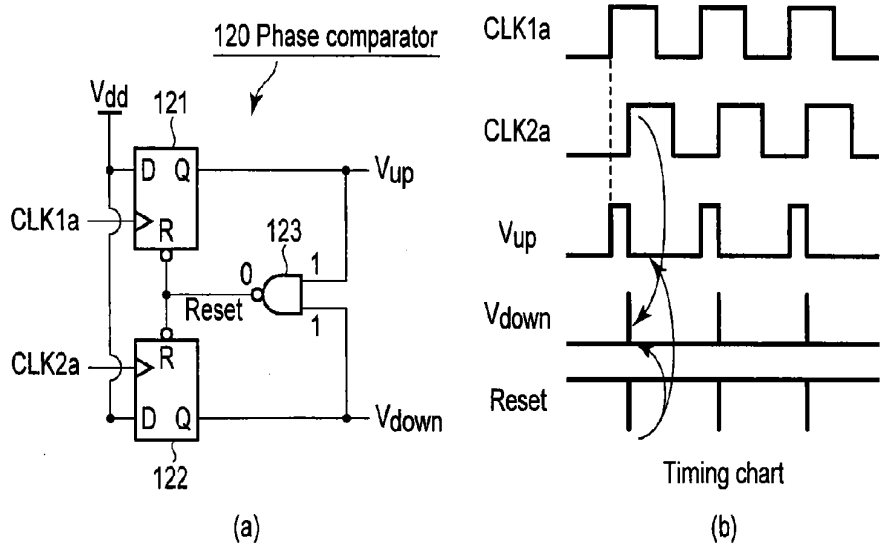 120 Phase comparator
Vdd
121
D Q
Vup
CLK1a
R
123
0
1
Reset
1
R
CLK2a
D Q
Vdown
122
(a)
CLK1a
CLK2a
Vup
Vdown
Reset
Timing chart
(b)